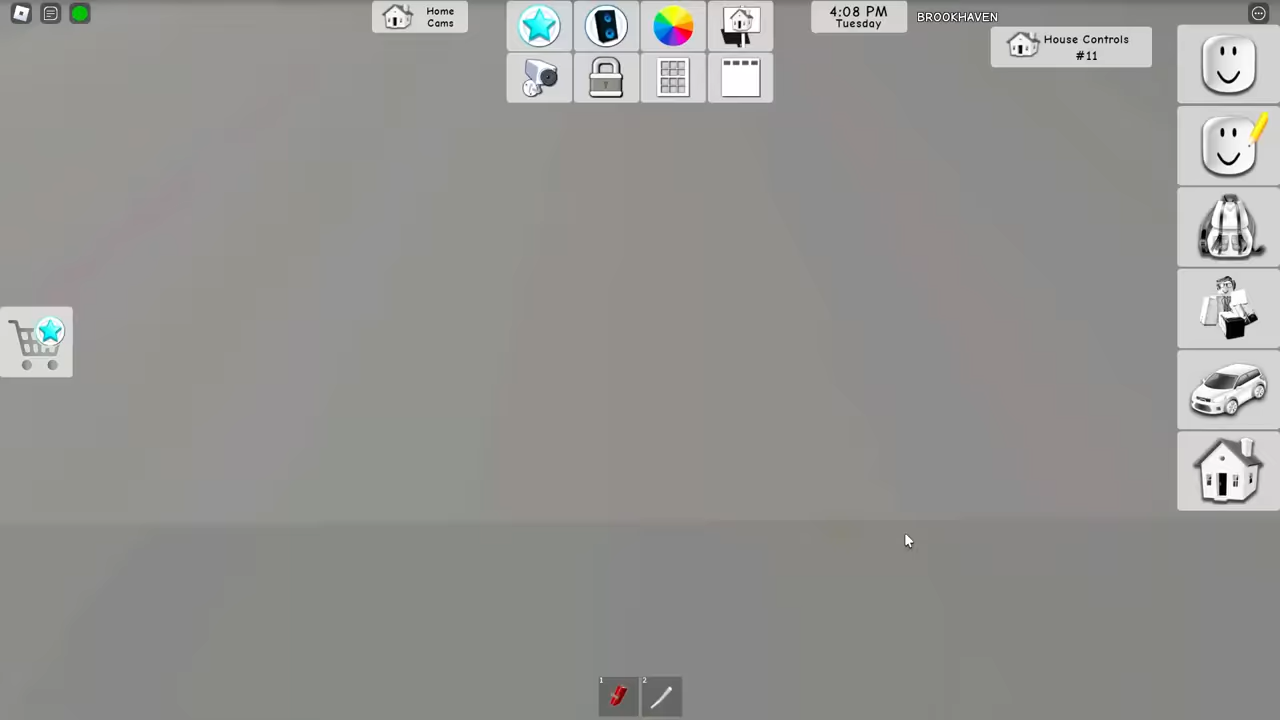 Home
Cams
4:08 PM
Tuesday
BROOKHAVEN
House Controls
#11
1
2